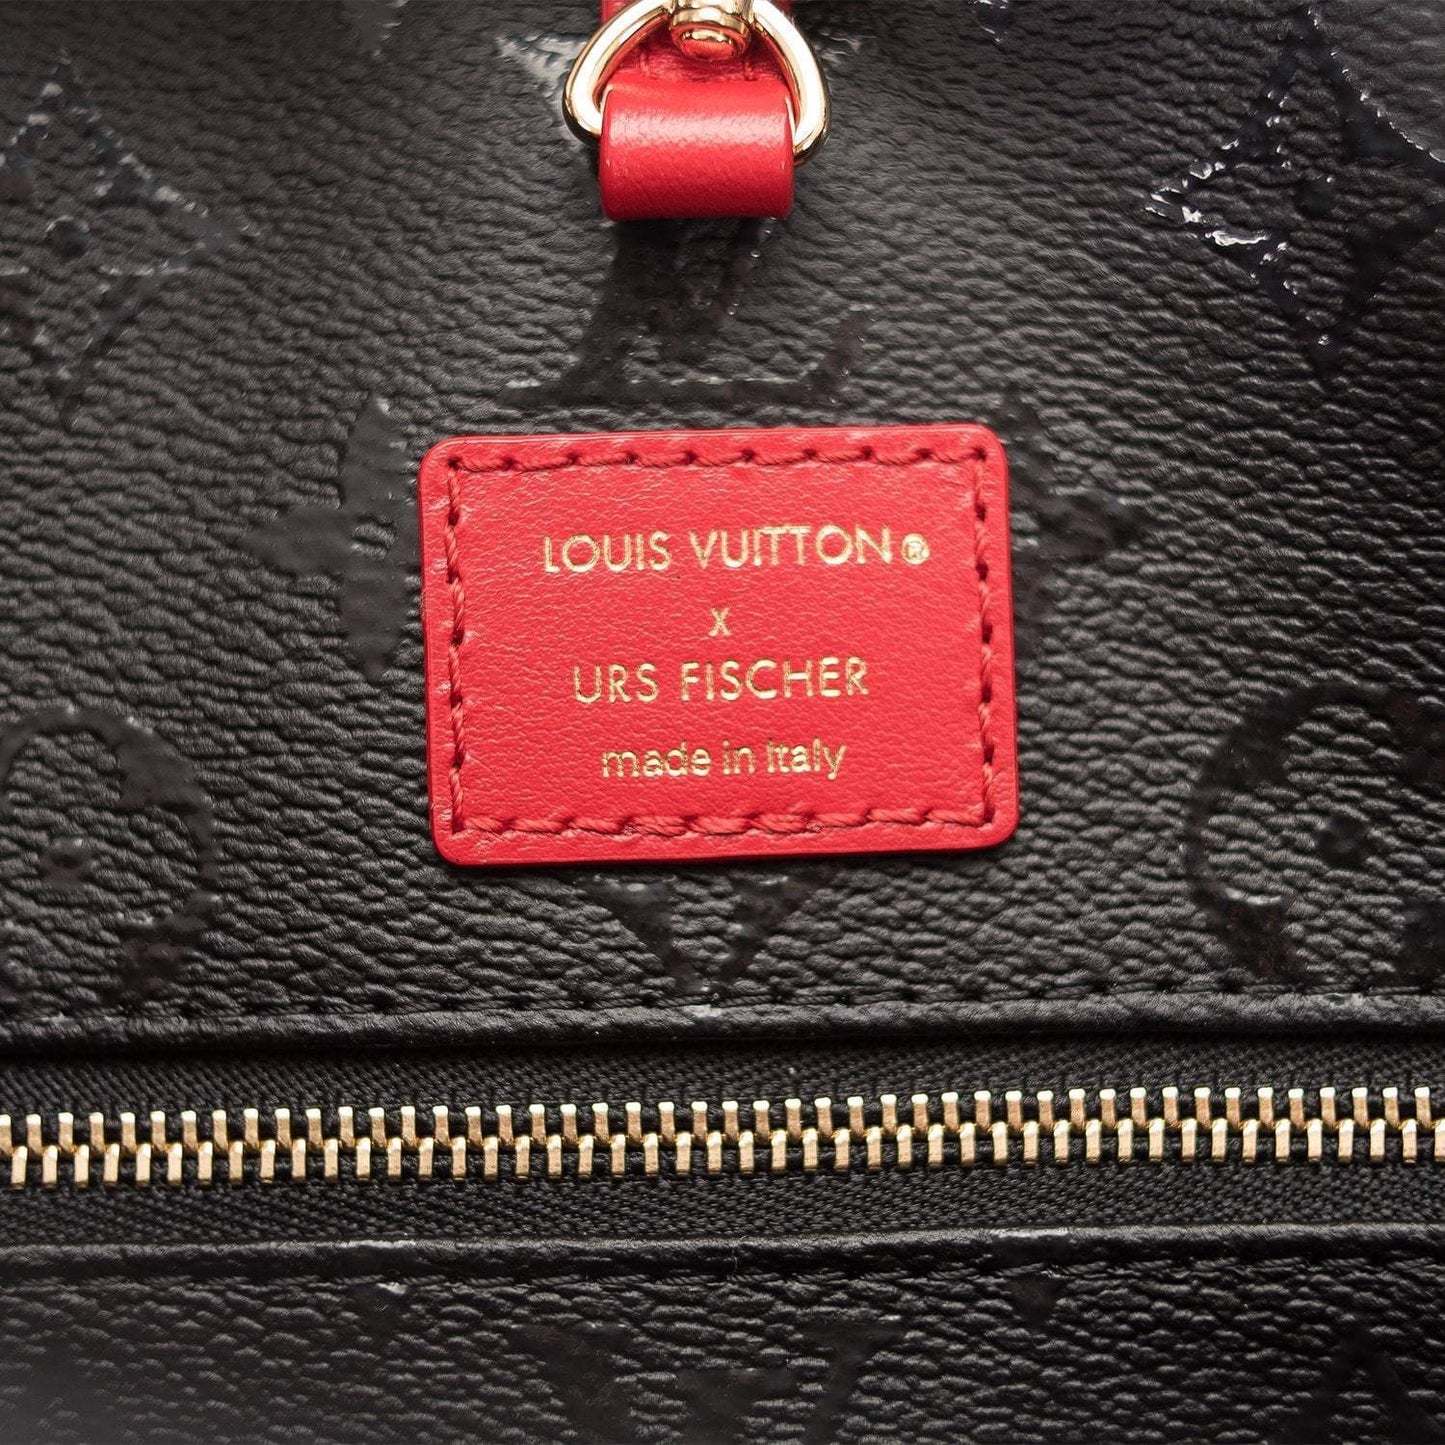 LOUIS VUITTON®
x
URS FISCHER
made in Italy